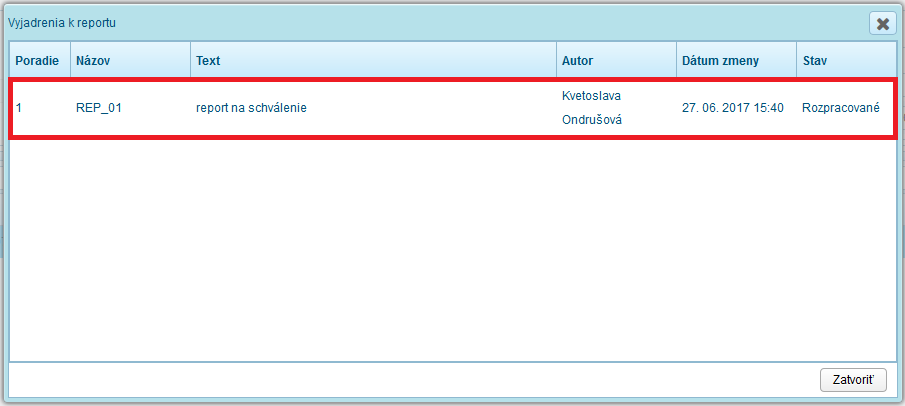 Vyjadrenia k reportu
Poradie Názov Text Autor Dátum zmeny Stav
1 REP_01 report na schválenie Kvetoslava Ondrušová 27. 06. 2017 15:40 Rozpracované
Zatvoriť